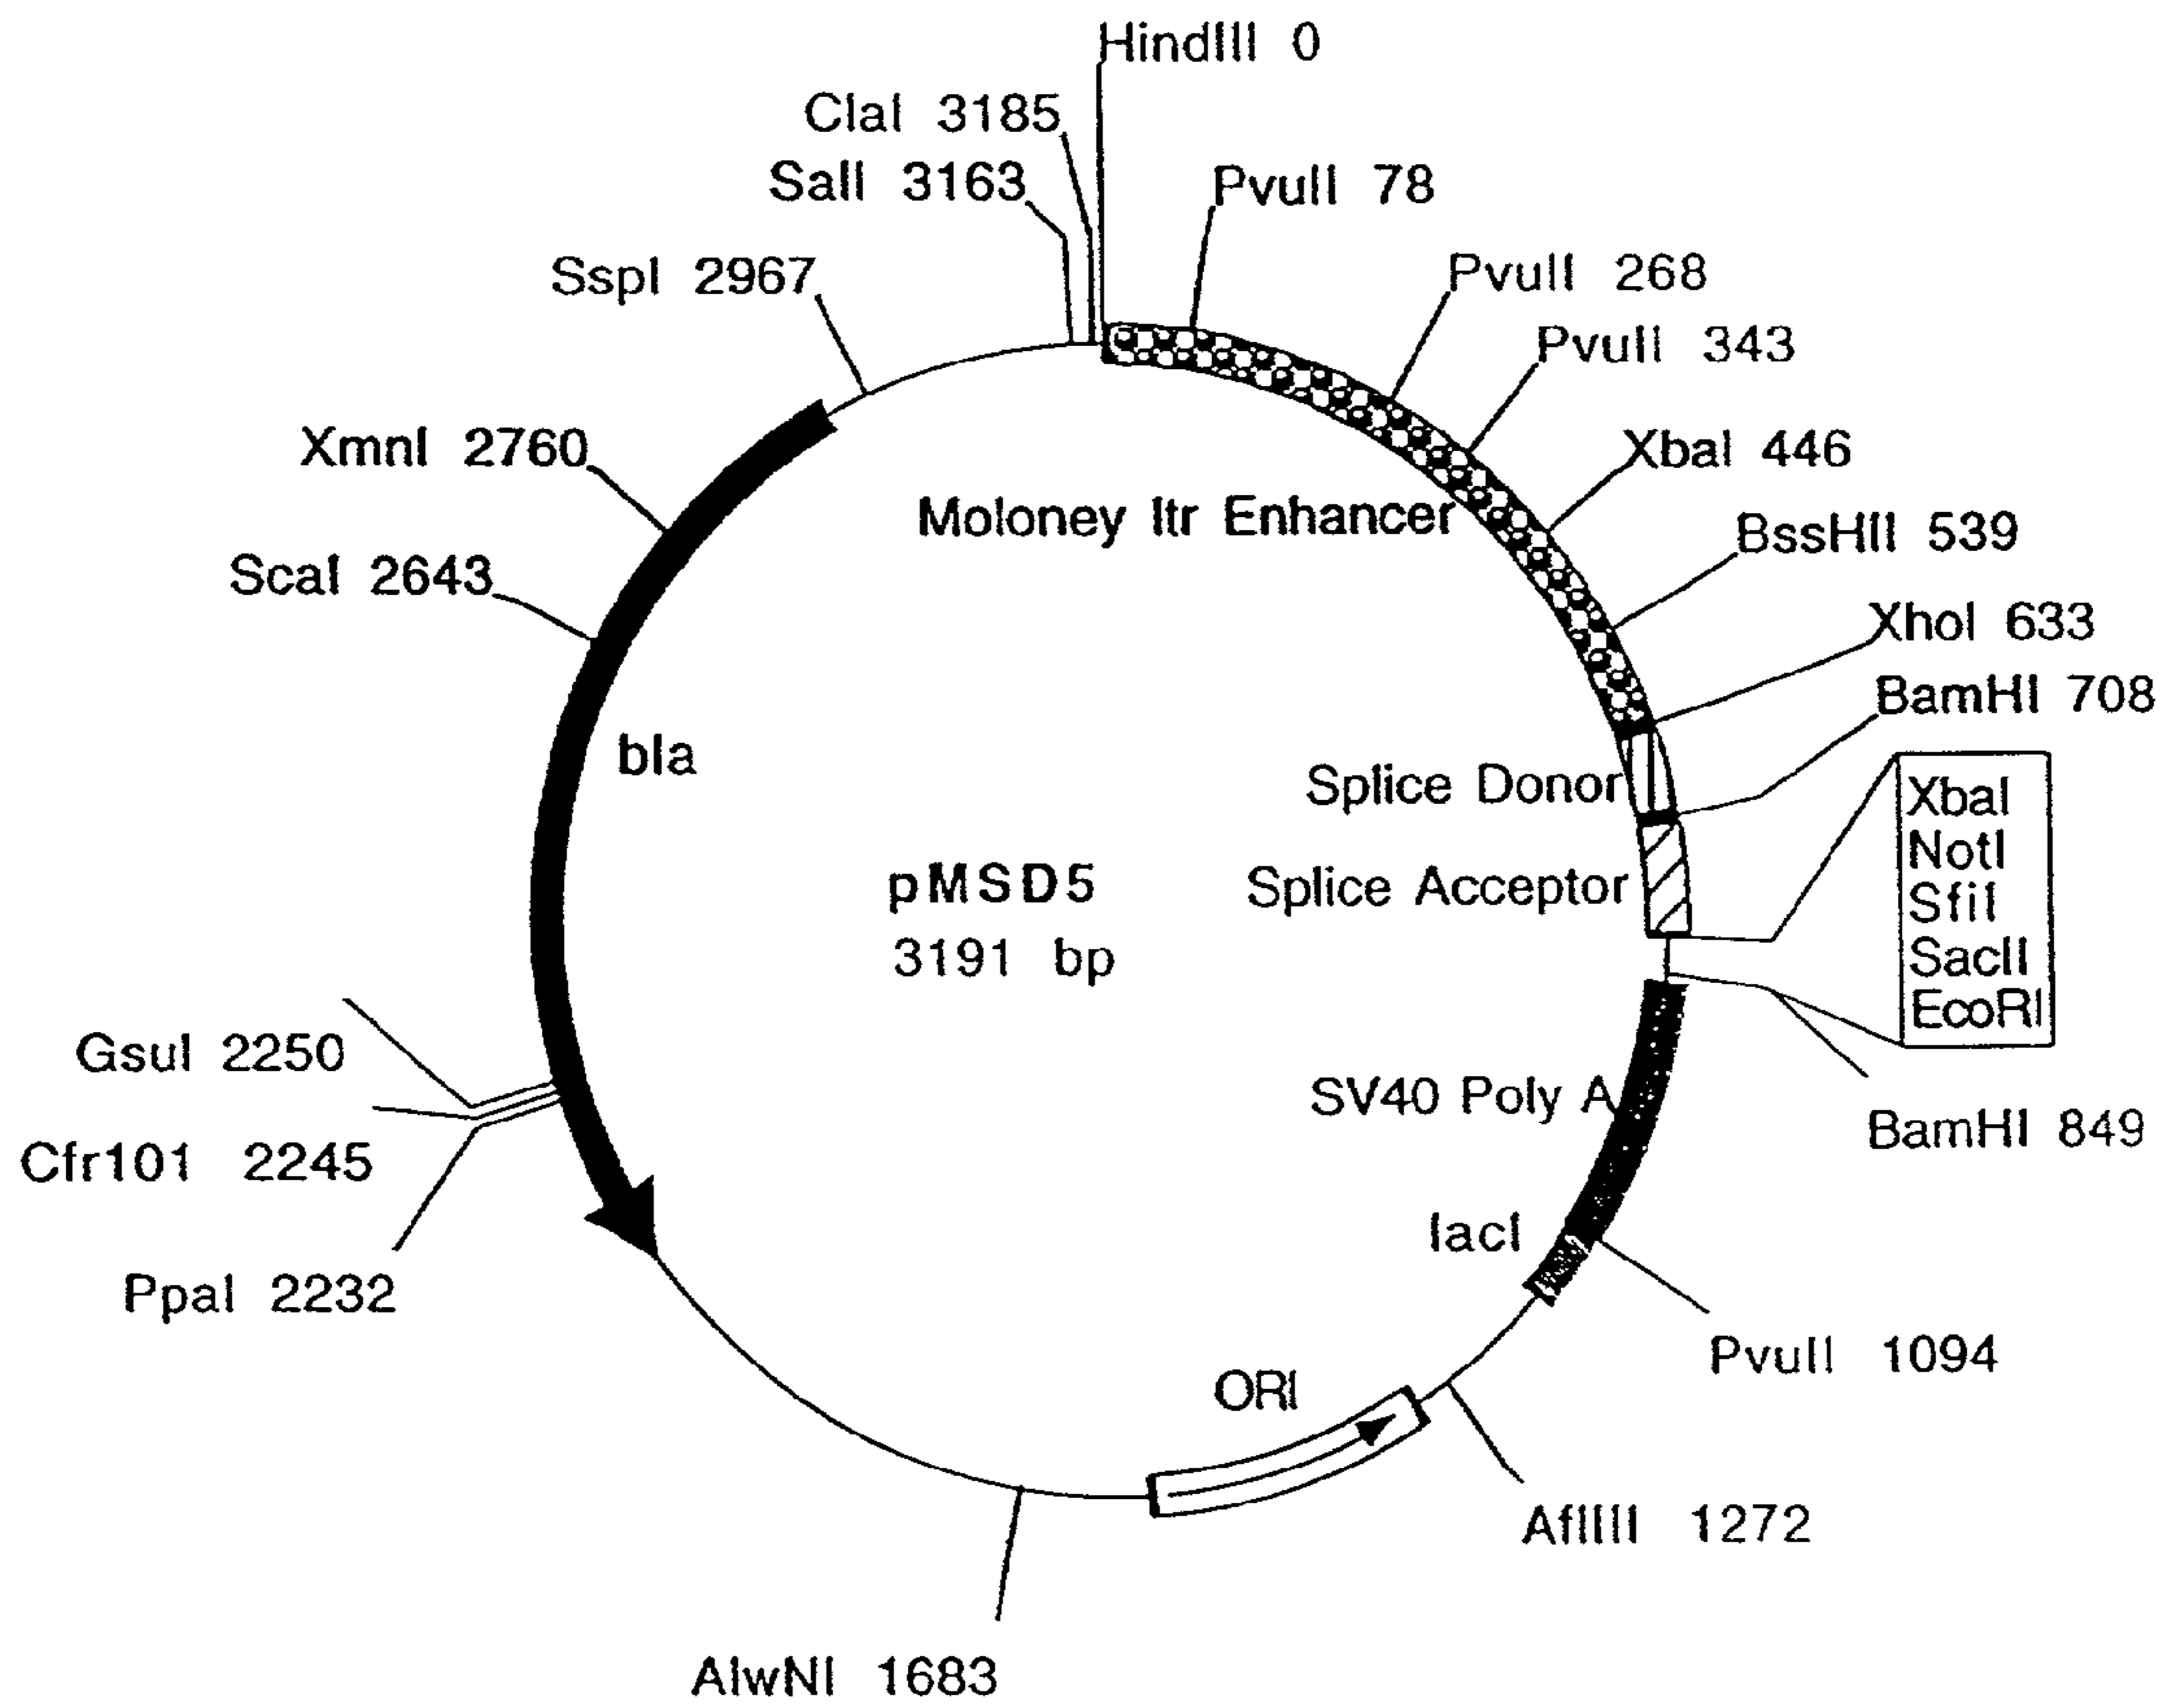 HindIII 0
ClaI 3185
SalI 3163
PvuII 78
SspI 2967
PvuII 268
PvuII 343
XmnI 2760
XbaI 446
Moloney ltr Enhancer
BssHII 539
ScaI 2643
XhoI 633
BamHI 708
bla
Splice Donor
XbaI
NotI
SfiI
SacII
EcoRI
pMSD5
3191 bp
Splice Acceptor
GsuI 2250
SV40 Poly A
BamHI 849
Cfr101 2245
lacI
PpaI 2232
PvuII 1094
ORI
AflIII 1272
AlwNI 1683